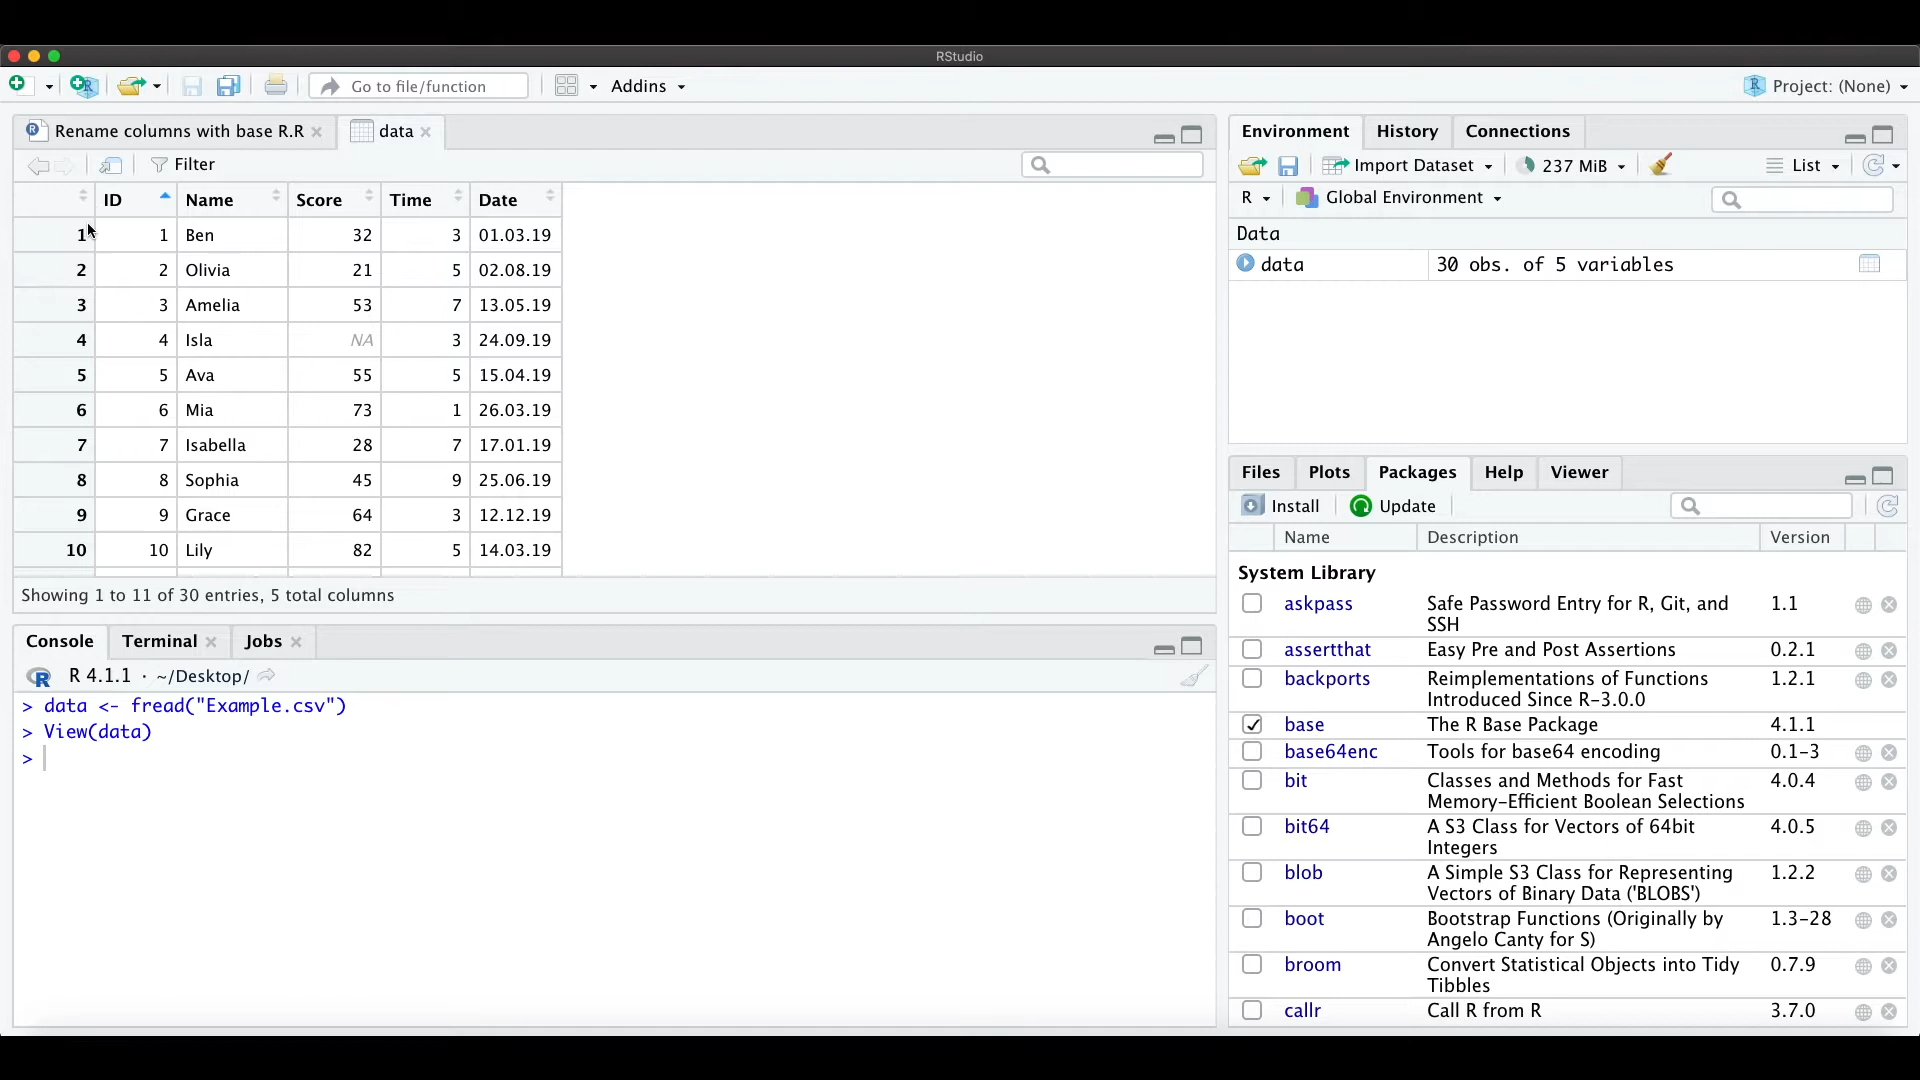 RStudio
Go to file/function
Addins
Project: (None)
Rename columns with base R.R
data
Filter
ID Name Score Time Date
1 1 Ben 32 3 01.03.19
2 2 Olivia 21 5 02.08.19
3 3 Amelia 53 7 13.05.19
4 4 Isla NA 3 24.09.19
5 5 Ava 55 5 15.04.19
6 6 Mia 73 1 26.03.19
7 7 Isabella 28 7 17.01.19
8 8 Sophia 45 9 25.06.19
9 9 Grace 64 3 12.12.19
10 10 Lily 82 5 14.03.19
Showing 1 to 11 of 30 entries, 5 total columns
Console Terminal Jobs
R 4.1.1 · ~/Desktop/
> data <- fread("Example.csv")
> View(data)
>
Environment History Connections
Import Dataset 237 MiB List
R Global Environment
Data
data 30 obs. of 5 variables
Files Plots Packages Help Viewer
Install Update
Name Description Version
System Library
askpass Safe Password Entry for R, Git, and 1.1
SSH
assertthat Easy Pre and Post Assertions 0.2.1
backports Reimplementations of Functions 1.2.1
Introduced Since R-3.0.0
base The R Base Package 4.1.1
base64enc Tools for base64 encoding 0.1-3
bit Classes and Methods for Fast 4.0.4
Memory-Efficient Boolean Selections
bit64 A S3 Class for Vectors of 64bit 4.0.5
Integers
blob A Simple S3 Class for Representing 1.2.2
Vectors of Binary Data ('BLOBS')
boot Bootstrap Functions (Originally by 1.3-28
Angelo Canty for S)
broom Convert Statistical Objects into Tidy 0.7.9
Tibbles
callr Call R from R 3.7.0